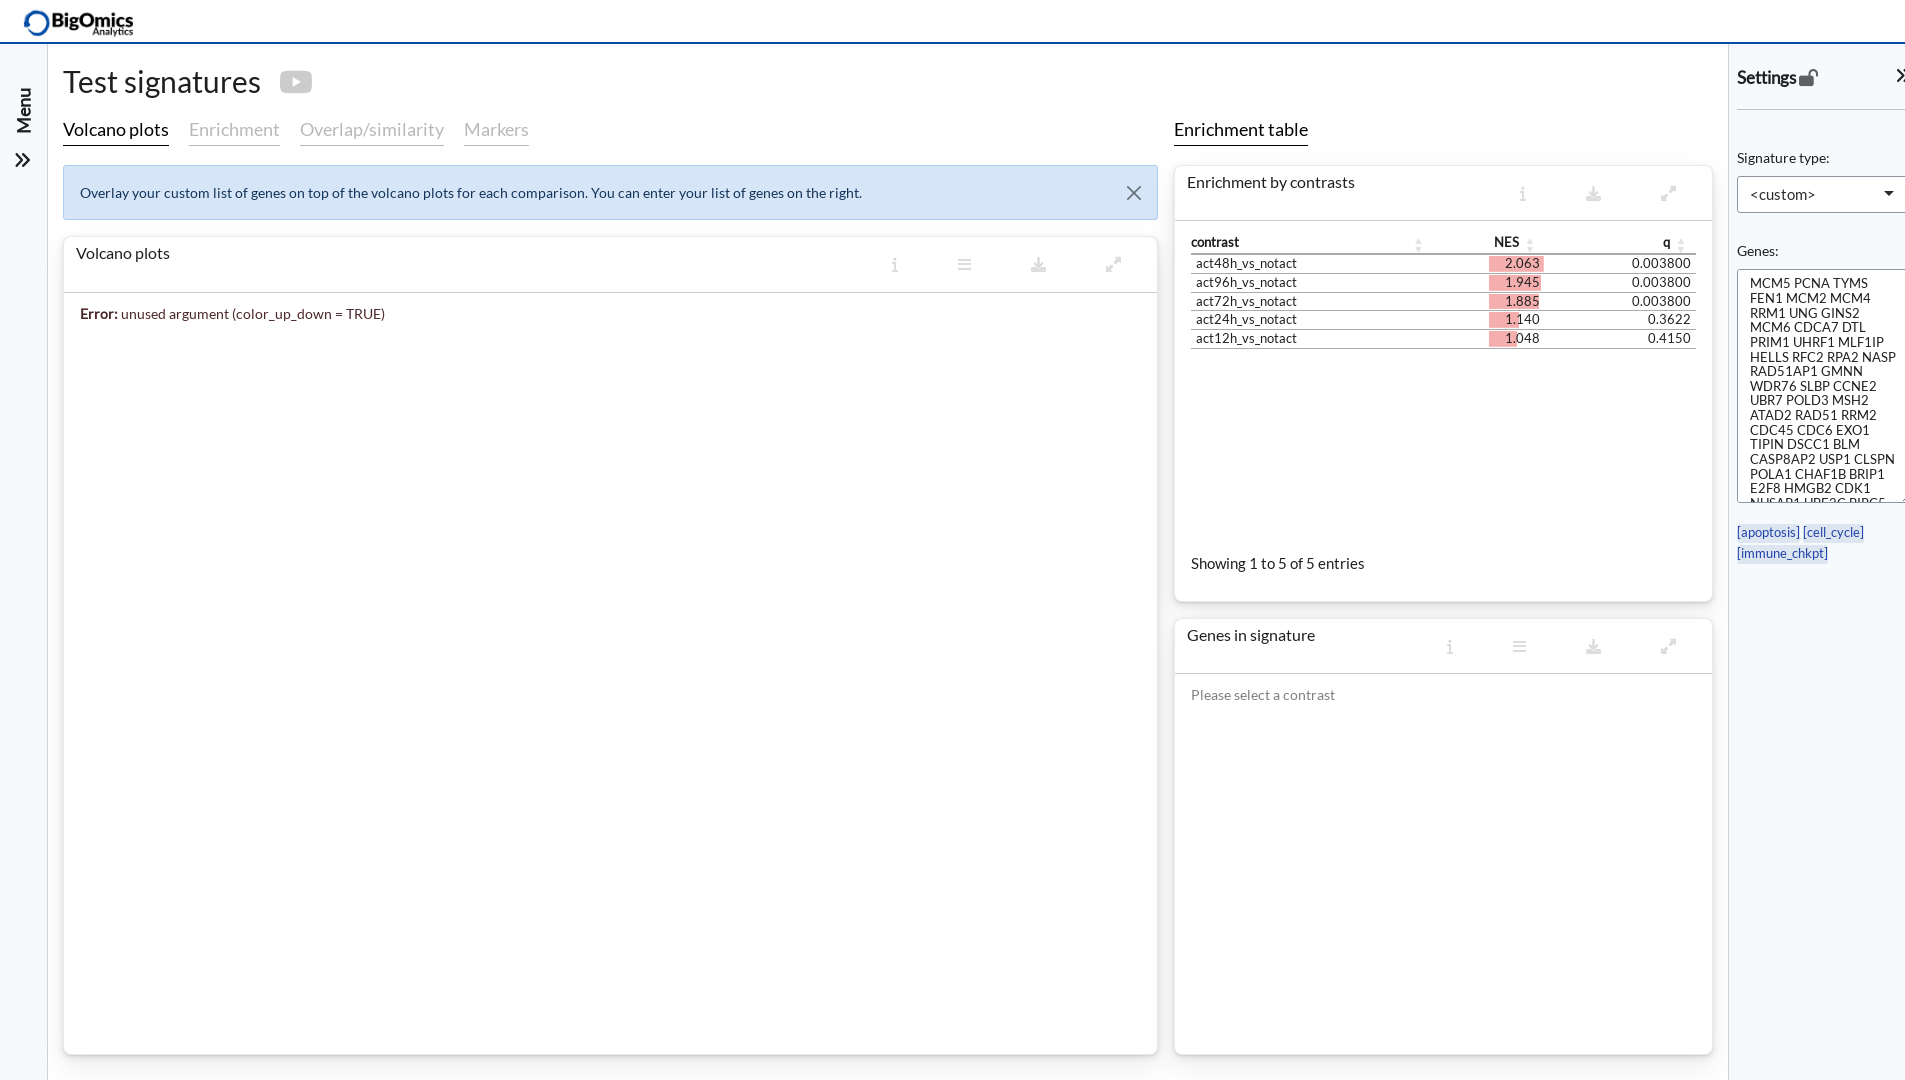 BigOmics
Analytics
Menu
Test signatures
Volcano plots Enrichment Overlap/similarity Markers
Overlay your custom list of genes on top of the volcano plots for each comparison. You can enter your list of genes on the right.
Volcano plots
Error: unused argument (color_up_down = TRUE)
Enrichment table
Enrichment by contrasts
contrast NES q
act48h_vs_notact 2.063 0.003800
act96h_vs_notact 1.945 0.003800
act72h_vs_notact 1.885 0.003800
act24h_vs_notact 1.140 0.3622
act12h_vs_notact 1.048 0.4150
Showing 1 to 5 of 5 entries
Genes in signature
Please select a contrast
Settings
Signature type:
<custom>
Genes:
MCM5 PCNA TYMS
FEN1 MCM2 MCM4
RRM1 UNG GINS2
MCM6 CDCA7 DTL
PRIM1 UHRF1 MLF1IP
HELLS RFC2 RPA2 NASP
RAD51AP1 GMNN
WDR76 SLBP CCNE2
UBR7 POLD3 MSH2
ATAD2 RAD51 RRM2
CDC45 CDC6 EXO1
TIPIN DSCC1 BLM
CASP8AP2 USP1 CLSPN
POLA1 CHAF1B BRIP1
E2F8 HMGB2 CDK1
[apoptosis] [cell_cycle]
[immune_chkpt]